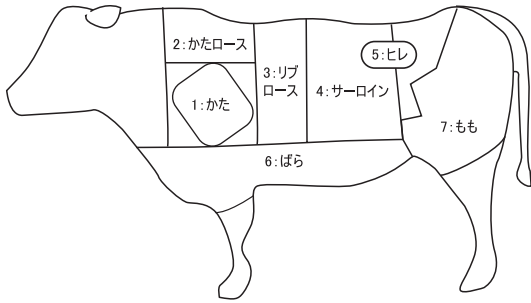 2:かたロース
1:かた
3:リブ
ロース
4:サーロイン
5:ヒレ
6:ばら
7:もも